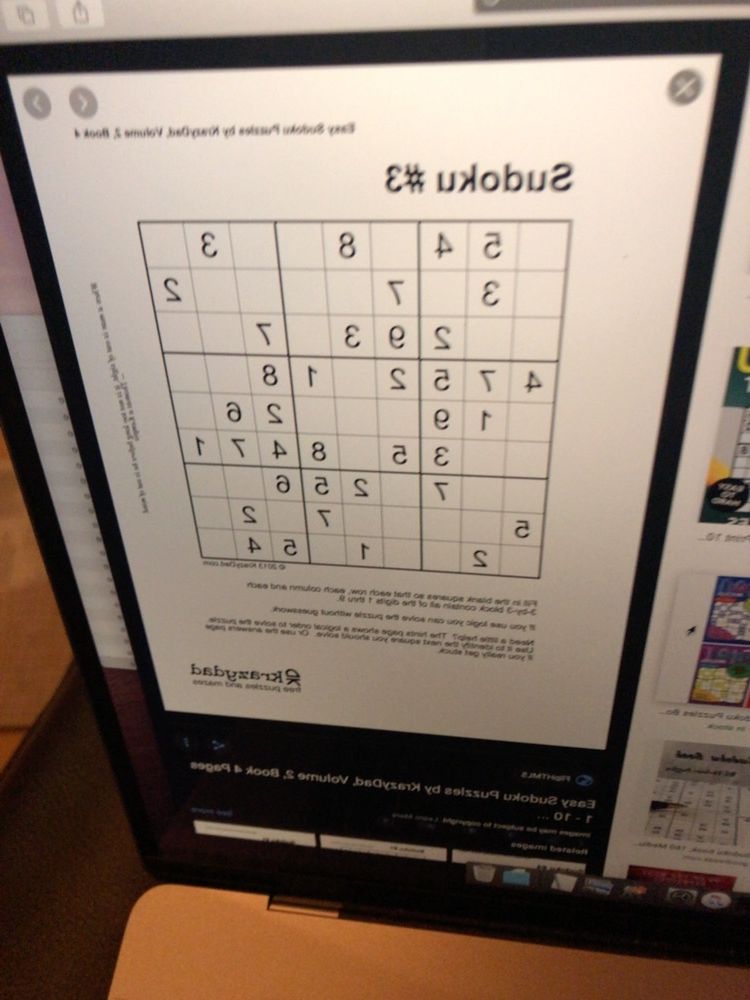 Easy Sudoku Puzzles by KrazyDad, Volume 2, Book 4
Sudoku #3
5 4 8 3
3 7 2
2 9 3 7
4 7 5 2 1 8
1 9 2 6
3 5 8 4 7 1
7 2 5 6
5 7 2
2 1 5 4
© 2013 KrazyDad.com
Fill in the blank squares so that each row, each column and each
3-by-3 block contain all of the digits 1 thru 9.
If you use logic you can solve the puzzle without guesswork.
Need a little help? The hints page shows a logical order to solve the puzzle.
Use it to identify the next square you should solve. Or use the answers page
if you really get stuck.
krazydad
free puzzles and mazes
FlipHTML5
Easy Sudoku Puzzles by KrazyDad, Volume 2, Book 4 Pages
1 - 10 ...
Images may be subject to copyright. Learn More
Related images
See more
EASY TO
in stock